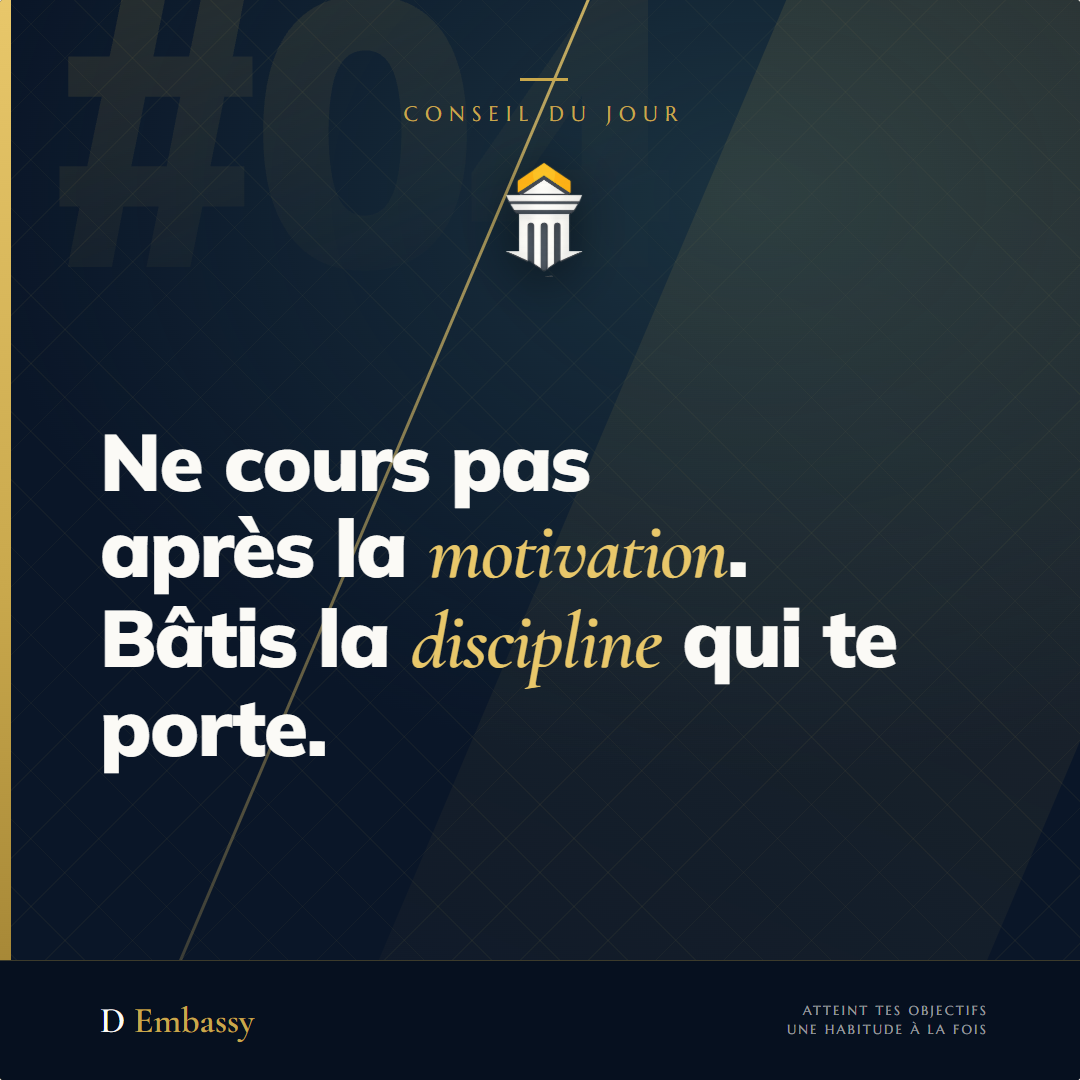 #04
CONSEIL DU JOUR
Ne cours pas
après la motivation.
Bâtis la discipline qui te
porte.
D Embassy
ATTEINT TES OBJECTIFS
UNE HABITUDE À LA FOIS